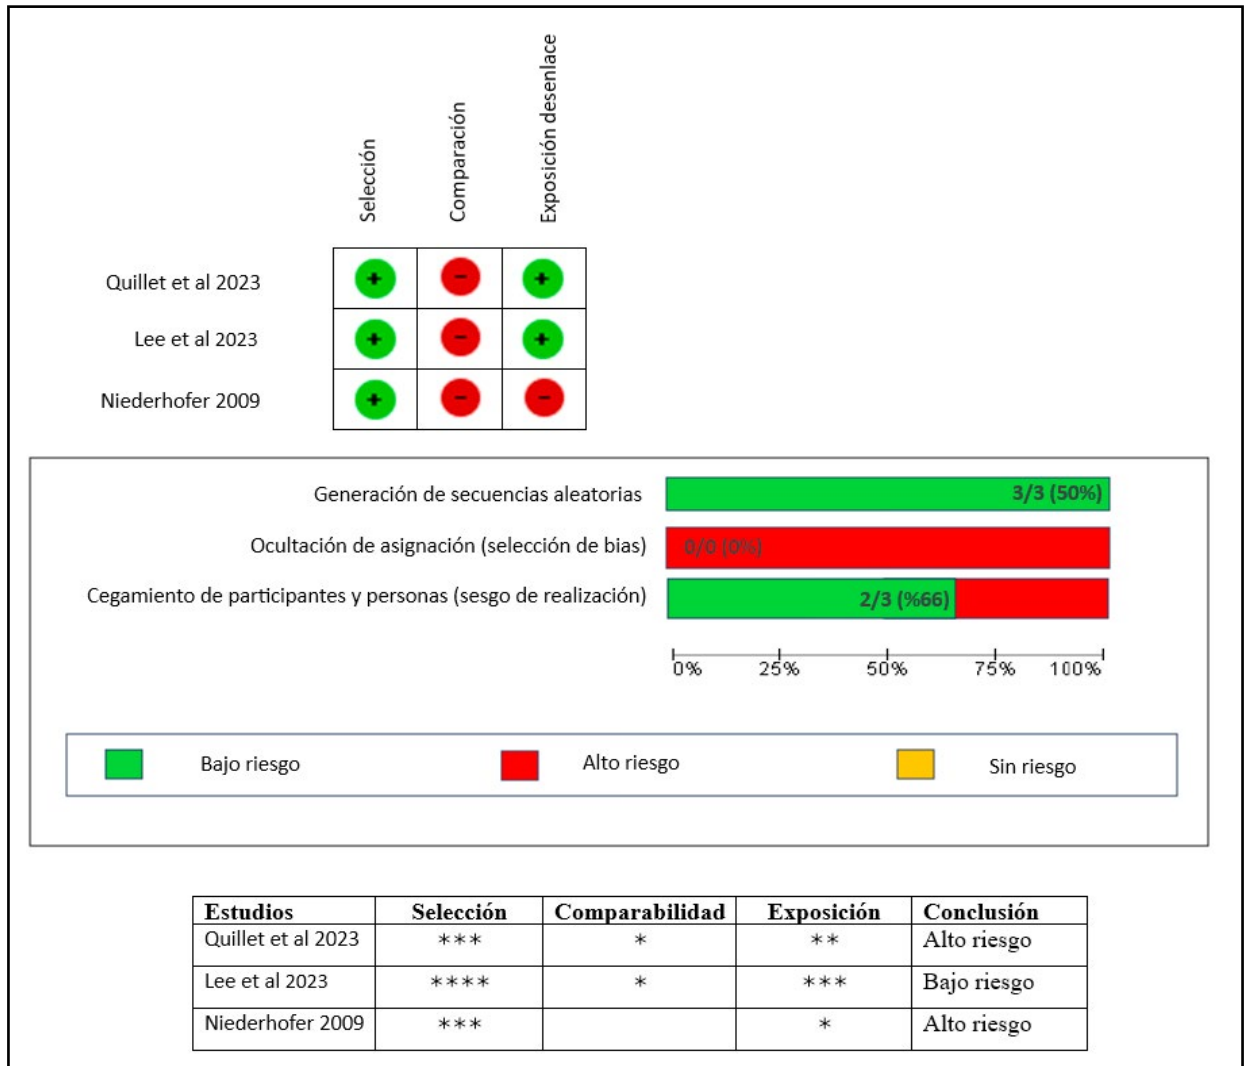 Selección
Comparación
Exposición desenlace
Quillet et al 2023
+ - +
Lee et al 2023
+ - +
Niederhofer 2009
+ - -
Generación de secuencias aleatorias 3/3 (50%)
Ocultación de asignación (selección de bias) 0/0 (0%)
Cegamiento de participantes y personas (sesgo de realización) 2/3 (%66)
0% 25% 50% 75% 100%
Bajo riesgo Alto riesgo Sin riesgo
Estudios Selección Comparabilidad Exposición Conclusión
Quillet et al 2023 *** * ** Alto riesgo
Lee et al 2023 **** * *** Bajo riesgo
Niederhofer 2009 *** * Alto riesgo